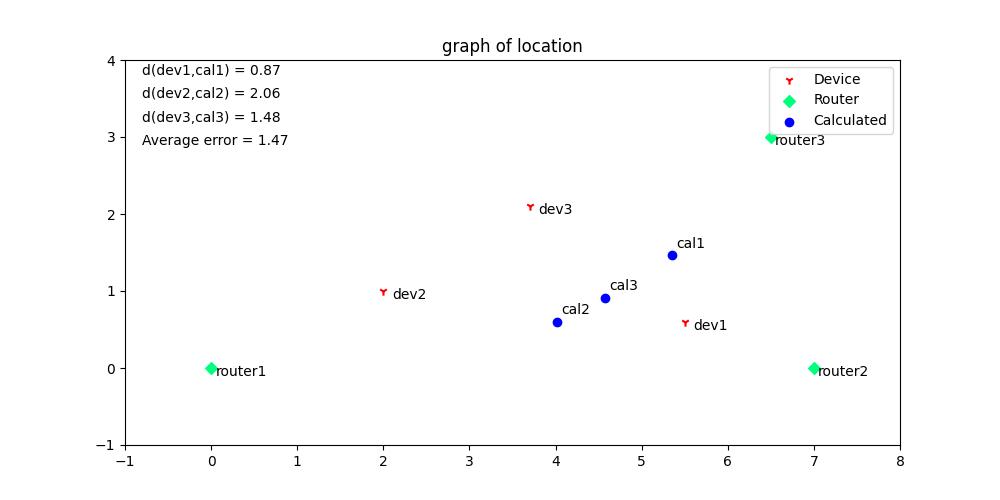 graph of location
d(dev1,cal1) = 0.87
d(dev2,cal2) = 2.06
d(dev3,cal3) = 1.48
Average error = 1.47
Device
Router
Calculated
router3
dev3
cal1
cal3
dev2
cal2
dev1
router1
router2
4
3
2
1
0
−1
−1 0 1 2 3 4 5 6 7 8